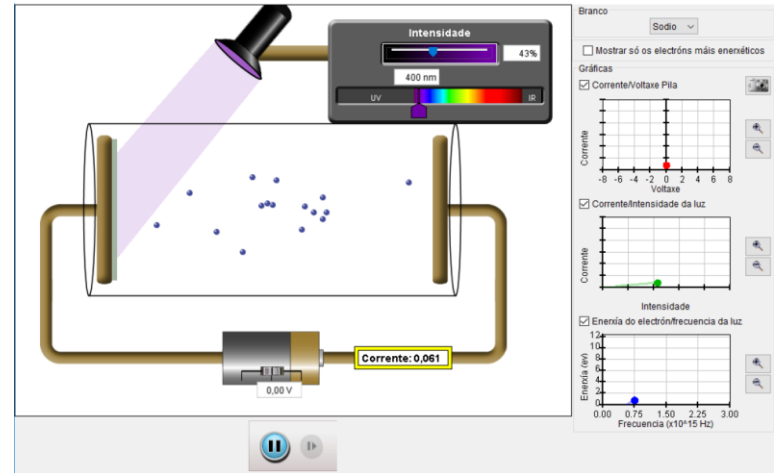 Intensidade
43%
400 nm
UV
IR
Corrente: 0,061
0,00 V
Branco
Sodio
Mostrar só os electróns máis enerxéticos
Gráficas
Corrente/Voltaxe Pila
Corrente
-8 -6 -4 -2 0 2 4 6 8
Voltaxe
Corrente/Intensidade da luz
Corrente
Intensidade
Enerxía do electrón/frecuencia da luz
Enerxía (ev)
12
10
8
6
4
2
0
0.00 0.75 1.50 2.25 3.00
Frecuencia (x10^15 Hz)